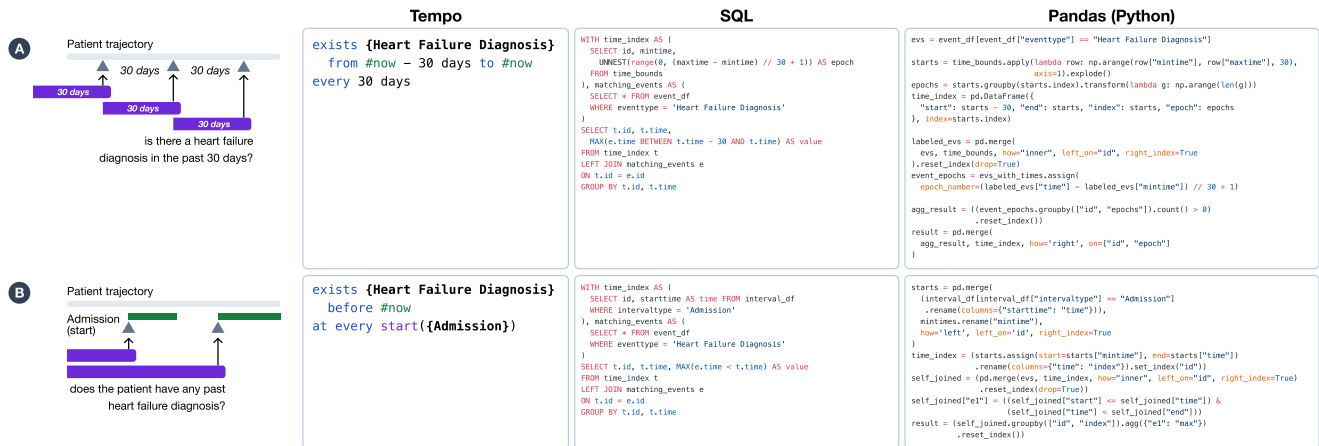 Tempo
SQL
Pandas (Python)
A
Patient trajectory
30 days
30 days
30 days
30 days
30 days
is there a heart failure
diagnosis in the past 30 days?
exists {Heart Failure Diagnosis}
from #now – 30 days to #now
every 30 days
WITH time_index AS (
SELECT id, mintime,
UNNEST(range(0, (maxtime – mintime) // 30 + 1)) AS epoch
FROM time_bounds
), matching_events AS (
SELECT * FROM event_df
WHERE eventtype = 'Heart Failure Diagnosis'
)
SELECT t.id, t.time,
MAX(e.time BETWEEN t.time – 30 AND t.time) AS value
FROM time_index t
LEFT JOIN matching_events e
ON t.id = e.id
GROUP BY t.id, t.time
evs = event_df[event_df["eventtype"] == "Heart Failure Diagnosis"]
starts = time_bounds.apply(lambda row: np.arange(row["mintime"], row["maxtime"], 30),
axis=1).explode()
epochs = starts.groupby(starts.index).transform(lambda g: np.arange(len(g)))
time_index = pd.DataFrame({
"start": starts – 30, "end": starts, "index": starts, "epoch": epochs
}, index=starts.index)
labeled_evs = pd.merge(
evs, time_bounds, how="inner", left_on="id", right_index=True
).reset_index(drop=True)
event_epochs = evs_with_times.assign(
epoch_number=(labeled_evs["time"] – labeled_evs["mintime"]) // 30 + 1)
agg_result = ((event_epochs.groupby(["id", "epochs"]).count() > 0)
.reset_index())
result = pd.merge(
agg_result, time_index, how='right', on=["id", "epoch"]
)
B
Patient trajectory
Admission
(start)
does the patient have any past
heart failure diagnosis?
exists {Heart Failure Diagnosis}
before #now
at every start({Admission})
WITH time_index AS (
SELECT id, starttime AS time FROM interval_df
WHERE intervaltype = 'Admission'
), matching_events AS (
SELECT * FROM event_df
WHERE eventtype = 'Heart Failure Diagnosis'
)
SELECT t.id, t.time, MAX(e.time < t.time) AS value
FROM time_index t
LEFT JOIN matching_events e
ON t.id = e.id
GROUP BY t.id, t.time
starts = pd.merge(
(interval_df[interval_df["intervaltype"] == "Admission"]
.rename(columns={"starttime": "time"})),
mintimes.rename("mintime"),
how='left', left_on='id', right_index=True
)
time_index = (starts.assign(start=starts["mintime"], end=starts["time"])
.rename(columns={"time": "index"}).set_index("id"))
self_joined = (pd.merge(evs, time_index, how="inner", left_on="id", right_index=True)
.reset_index(drop=True))
self_joined["e1"] = ((self_joined["start"] <= self_joined["time"]) &
(self_joined["time"] < self_joined["end"]))
result = (self_joined.groupby(["id", "index"]).agg({"e1": "max"})
.reset_index())